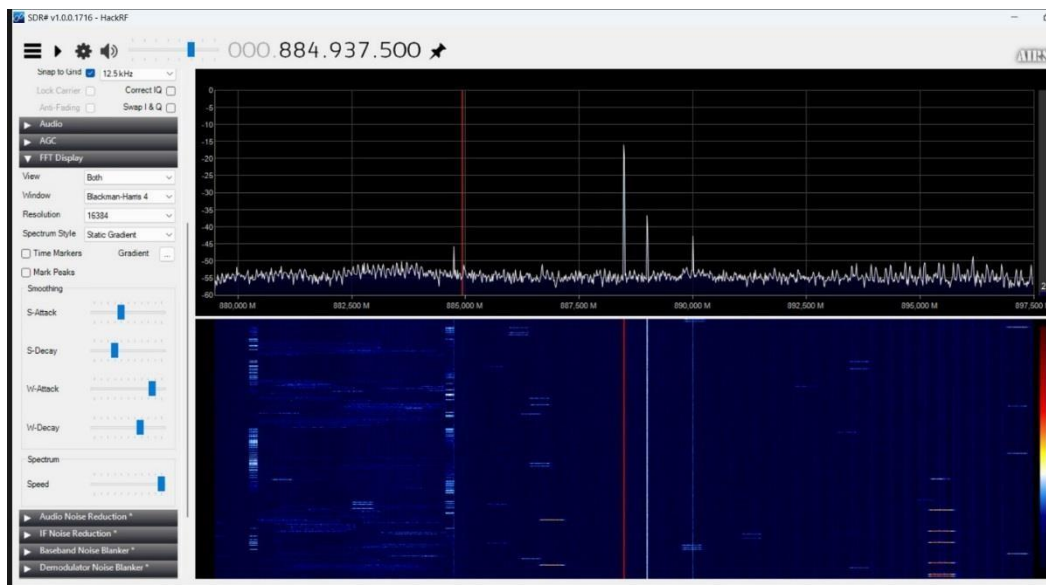 SDR# v1.0.0.1716 - HackRF
000.884.937.500
Snap to Grid 12.5 kHz
Lock Carrier Correct IQ
Anti-Fading Swap I & Q
Audio
AGC
FFT Display
View Both
Window Blackman-Harris 4
Resolution 16384
Spectrum Style Static Gradient
Time Markers Gradient ...
Mark Peaks
Smoothing
S-Attack
S-Decay
W-Attack
W-Decay
Spectrum
Speed
Audio Noise Reduction *
IF Noise Reduction *
Baseband Noise Blanker *
Demodulator Noise Blanker *
0
-5
-10
-15
-20
-25
-30
-35
-40
-45
-50
-55
-60
880,000 M 882,500 M 885,000 M 887,500 M 890,000 M 892,500 M 895,000 M 897,500